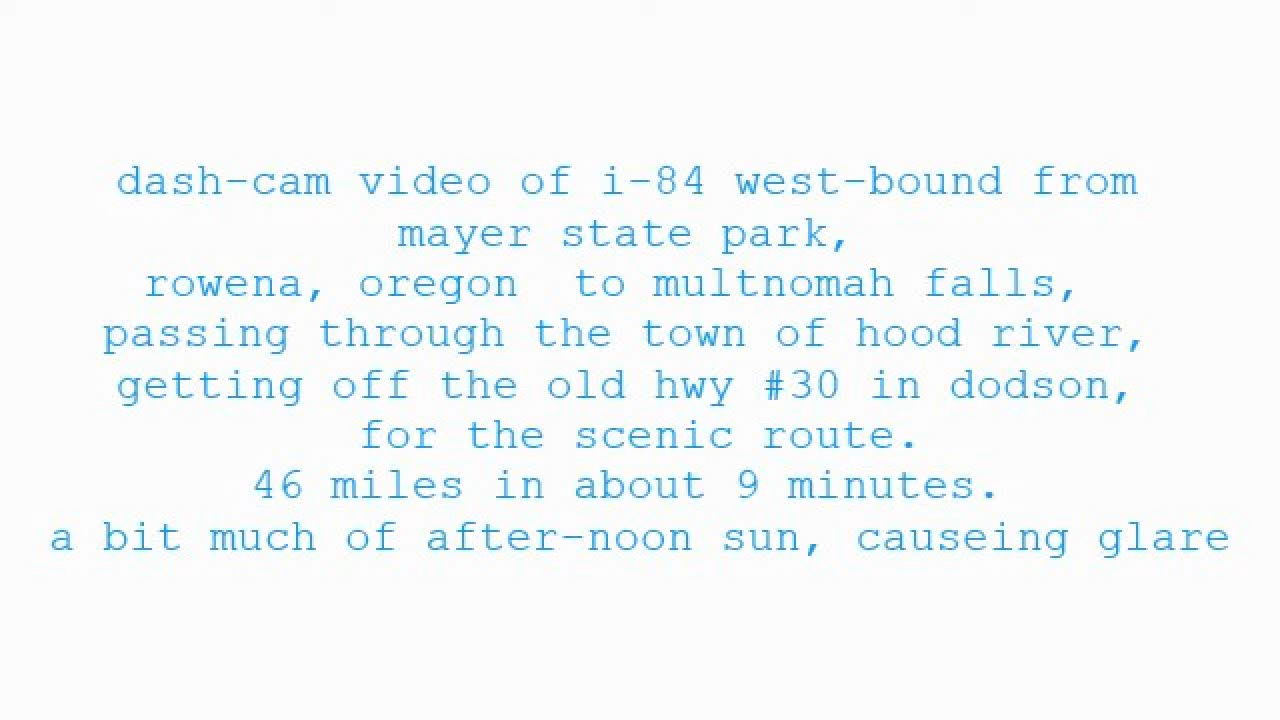 dash-cam video of i-84 west-bound from
mayer state park,
rowena, oregon  to multnomah falls,
passing through the town of hood river,
getting off the old hwy #30 in dodson,
for the scenic route.
46 miles in about 9 minutes.
a bit much of after-noon sun, causeing glare